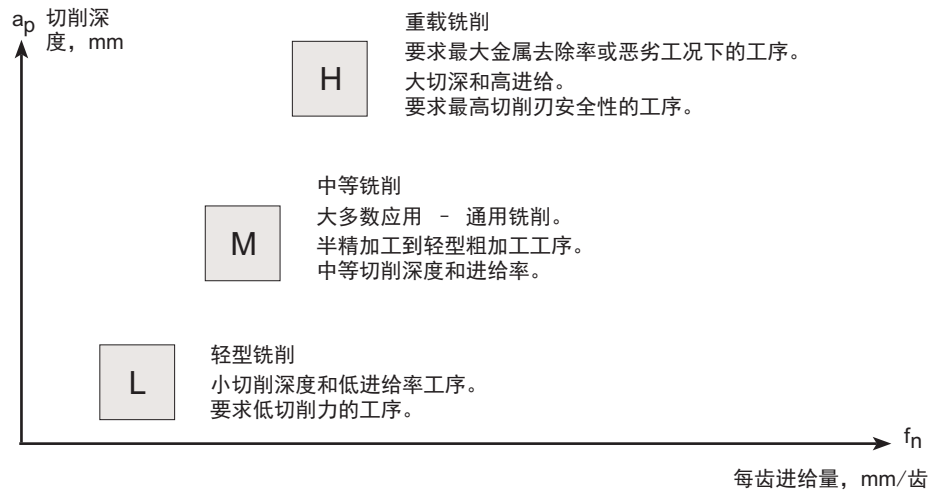 ap 切削深
度，mm
H
重载铣削
要求最大金属去除率或恶劣工况下的工序。
大切深和高进给。
要求最高切削刃安全性的工序。
M
中等铣削
大多数应用 - 通用铣削。
半精加工到轻型粗加工工序。
中等切削深度和进给率。
L
轻型铣削
小切削深度和低进给率工序。
要求低切削力的工序。
fn
每齿进给量，mm/齿